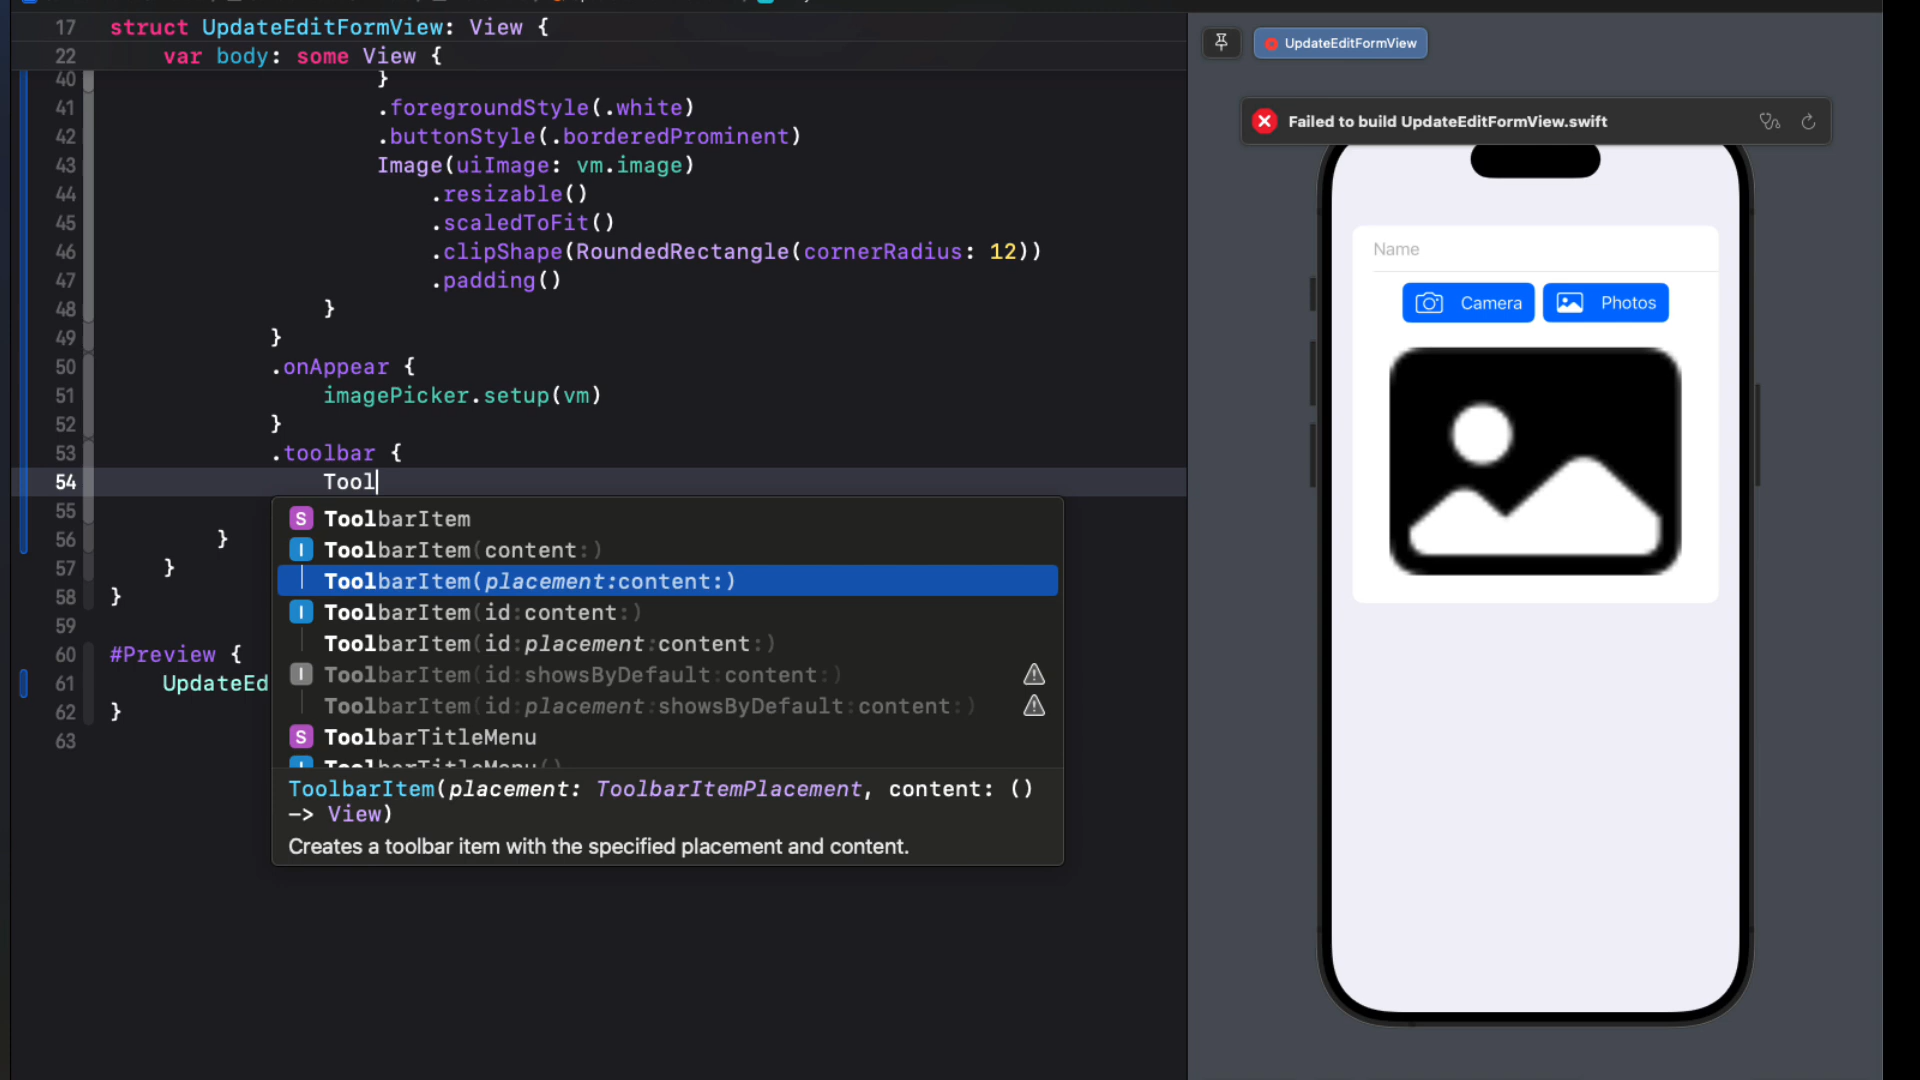 17 struct UpdateEditFormView: View {
22 var body: some View {
40 }
41 .foregroundStyle(.white)
42 .buttonStyle(.borderedProminent)
43 Image(uiImage: vm.image)
44 .resizable()
45 .scaledToFit()
46 .clipShape(RoundedRectangle(cornerRadius: 12))
47 .padding()
48 }
49 }
50 .onAppear {
51 imagePicker.setup(vm)
52 }
53 .toolbar {
54 Tool
55
56 }
57 }
58 }
59
60 #Preview {
61 UpdateEd
62 }
63
S ToolbarItem
I ToolbarItem(content:)
ToolbarItem(placement:content:)
I ToolbarItem(id:content:)
ToolbarItem(id:placement:content:)
I ToolbarItem(id:showsByDefault:content:)
ToolbarItem(id:placement:showsByDefault:content:)
S ToolbarTitleMenu
I ToolbarTitleMenu()
ToolbarItem(placement: ToolbarItemPlacement, content: ()
-> View)
Creates a toolbar item with the specified placement and content.
UpdateEditFormView
Failed to build UpdateEditFormView.swift
Name
Camera Photos